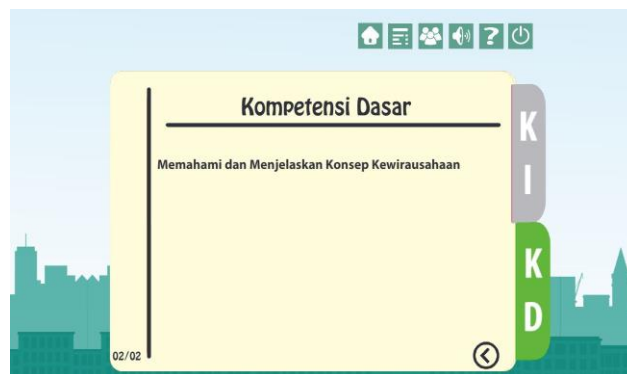 ?
Kompetensi Dasar
Memahami dan Menjelaskan Konsep Kewirausahaan
K
I
K
D
02/02